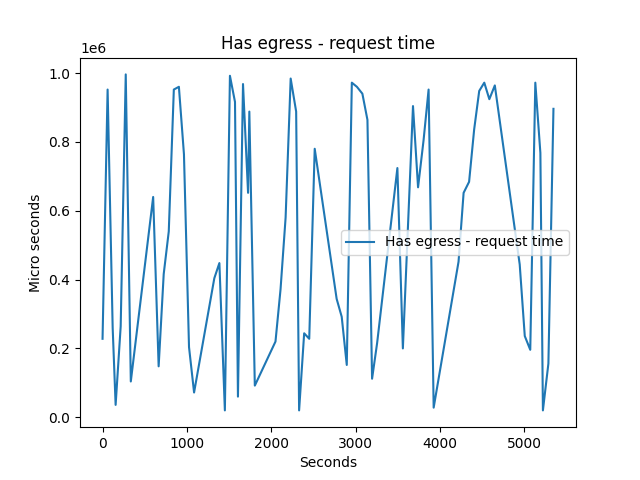 Has egress - request time
1e6
1.0
0.8
0.6
0.4
0.2
0.0
Micro seconds
Has egress - request time
0 1000 2000 3000 4000 5000
Seconds